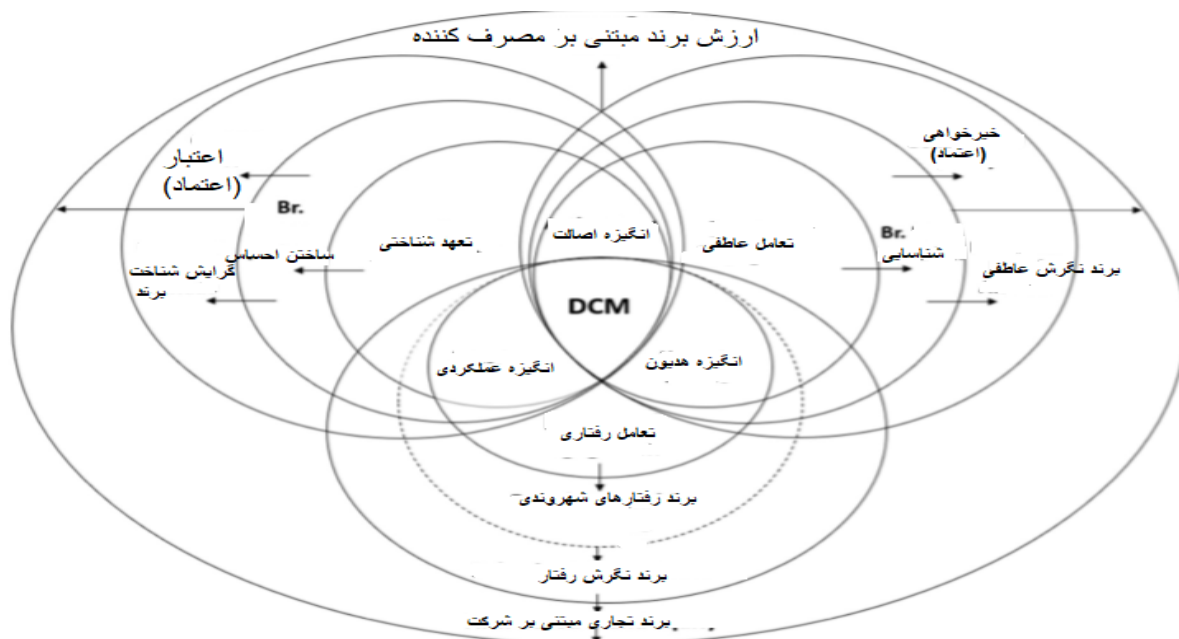 ارزش برند مبتنی بر مصرف کننده
خیرخواهی
(اعتماد)
اعتبار
(اعتماد)
Br.
Br.
انگیزه اصالت
تعامل عاطفی
شناسایی
برند نگرش عاطفی
تعهد شناختی
ساختن احساس
گرایش شناخت
برند
DCM
انگیزه هدیون
انگیزه عملکردی
تعامل رفتاری
برند رفتارهای شهروندی
برند نگرش رفتار
برند تجاری مبتنی بر شرکت